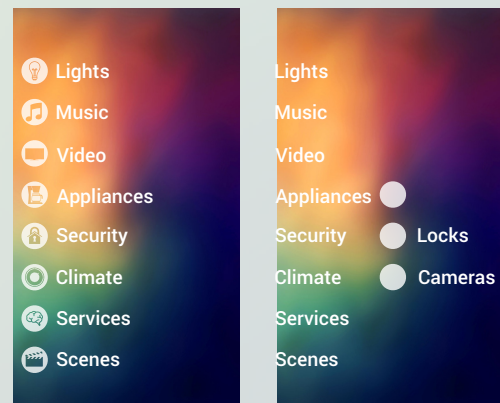 Lights
Music
Video
Appliances
Security
Climate
Services
Scenes
Lights
Music
Video
Appliances
Security
Locks
Climate
Cameras
Services
Scenes